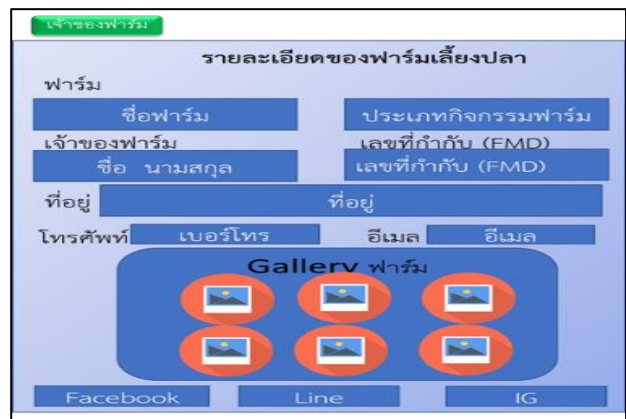 เจ้าของฟาร์ม
รายละเอียดของฟาร์มเลี้ยงปลา
ฟาร์ม
ชื่อฟาร์ม ประเภทกิจกรรมฟาร์ม
เจ้าของฟาร์ม เลขที่กำกับ (FMD)
ชื่อ นามสกุล เลขที่กำกับ (FMD)
ที่อยู่ ที่อยู่
โทรศัพท์ เบอร์โทร อีเมล อีเมล
Gallery ฟาร์ม
Facebook Line IG